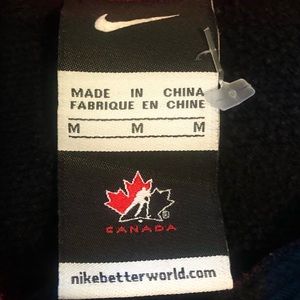 MADE IN CHINA
FABRIQUE EN CHINE
M M M
CANADA
nikebetterworld.com